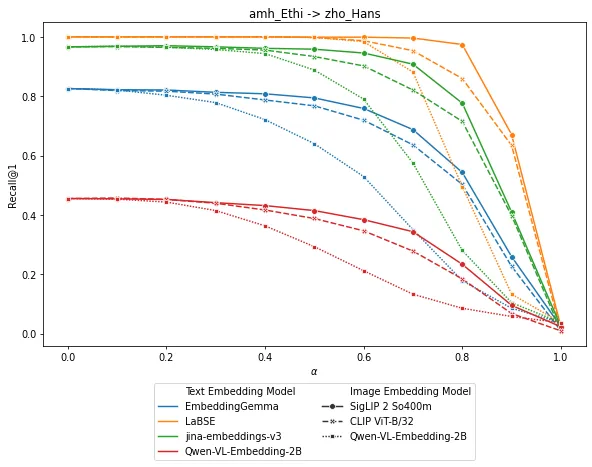 amh_Ethi -> zho_Hans
Recall@1
1.0
0.8
0.6
0.4
0.2
0.0
0.0 0.2 0.4 0.6 0.8 1.0
α
Text Embedding Model
EmbeddingGemma
LaBSE
jina-embeddings-v3
Qwen-VL-Embedding-2B
Image Embedding Model
SigLIP 2 So400m
CLIP ViT-B/32
Qwen-VL-Embedding-2B